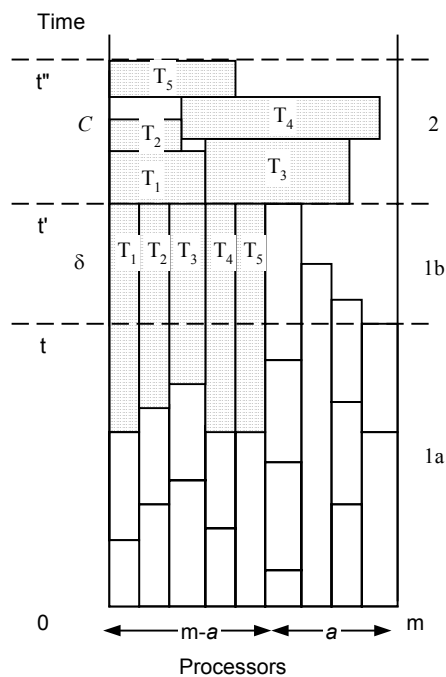 Time
t"
T5
C
T4
2
T2
T1
T3
t'
δ
T1 T2 T3 T4 T5
1b
t
1a
0
m-a
a
m
Processors